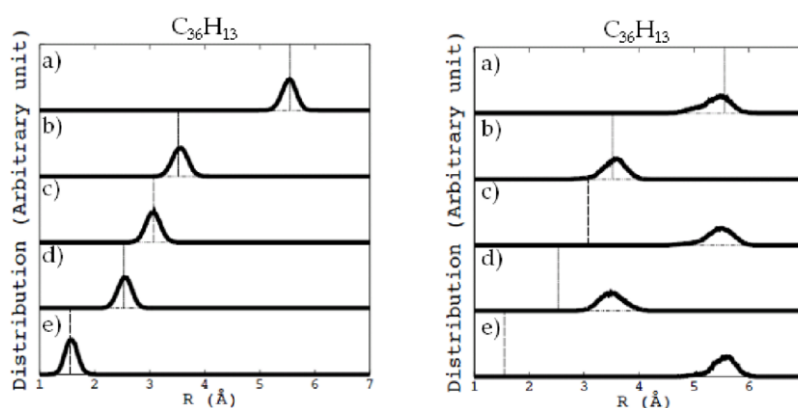 C36H13
Distribution (Arbitrary unit)
a)
b)
c)
d)
e)
1 2 3 4 5 6 7
R (Å)
C36H13
Distribution (Arbitrary unit)
a)
b)
c)
d)
e)
1 2 3 4 5 6
R (Å)